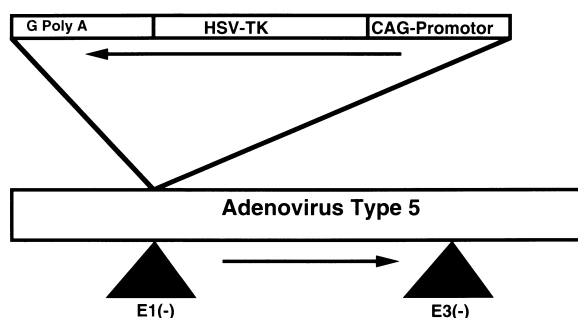 G Poly A HSV-TK CAG-Promotor
Adenovirus Type 5
E1(-) E3(-)